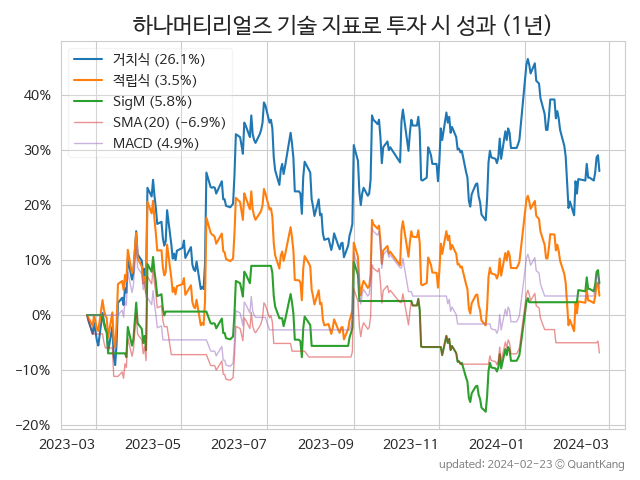 하나머티리얼즈 기술 지표로 투자 시 성과 (1년)
거치식 (26.1%)
적립식 (3.5%)
SigM (5.8%)
SMA(20) (−6.9%)
MACD (4.9%)
40%
30%
20%
10%
0%
−10%
−20%
2023-03 2023-05 2023-07 2023-09 2023-11 2024-01 2024-03
updated: 2024-02-23 © QuantKang